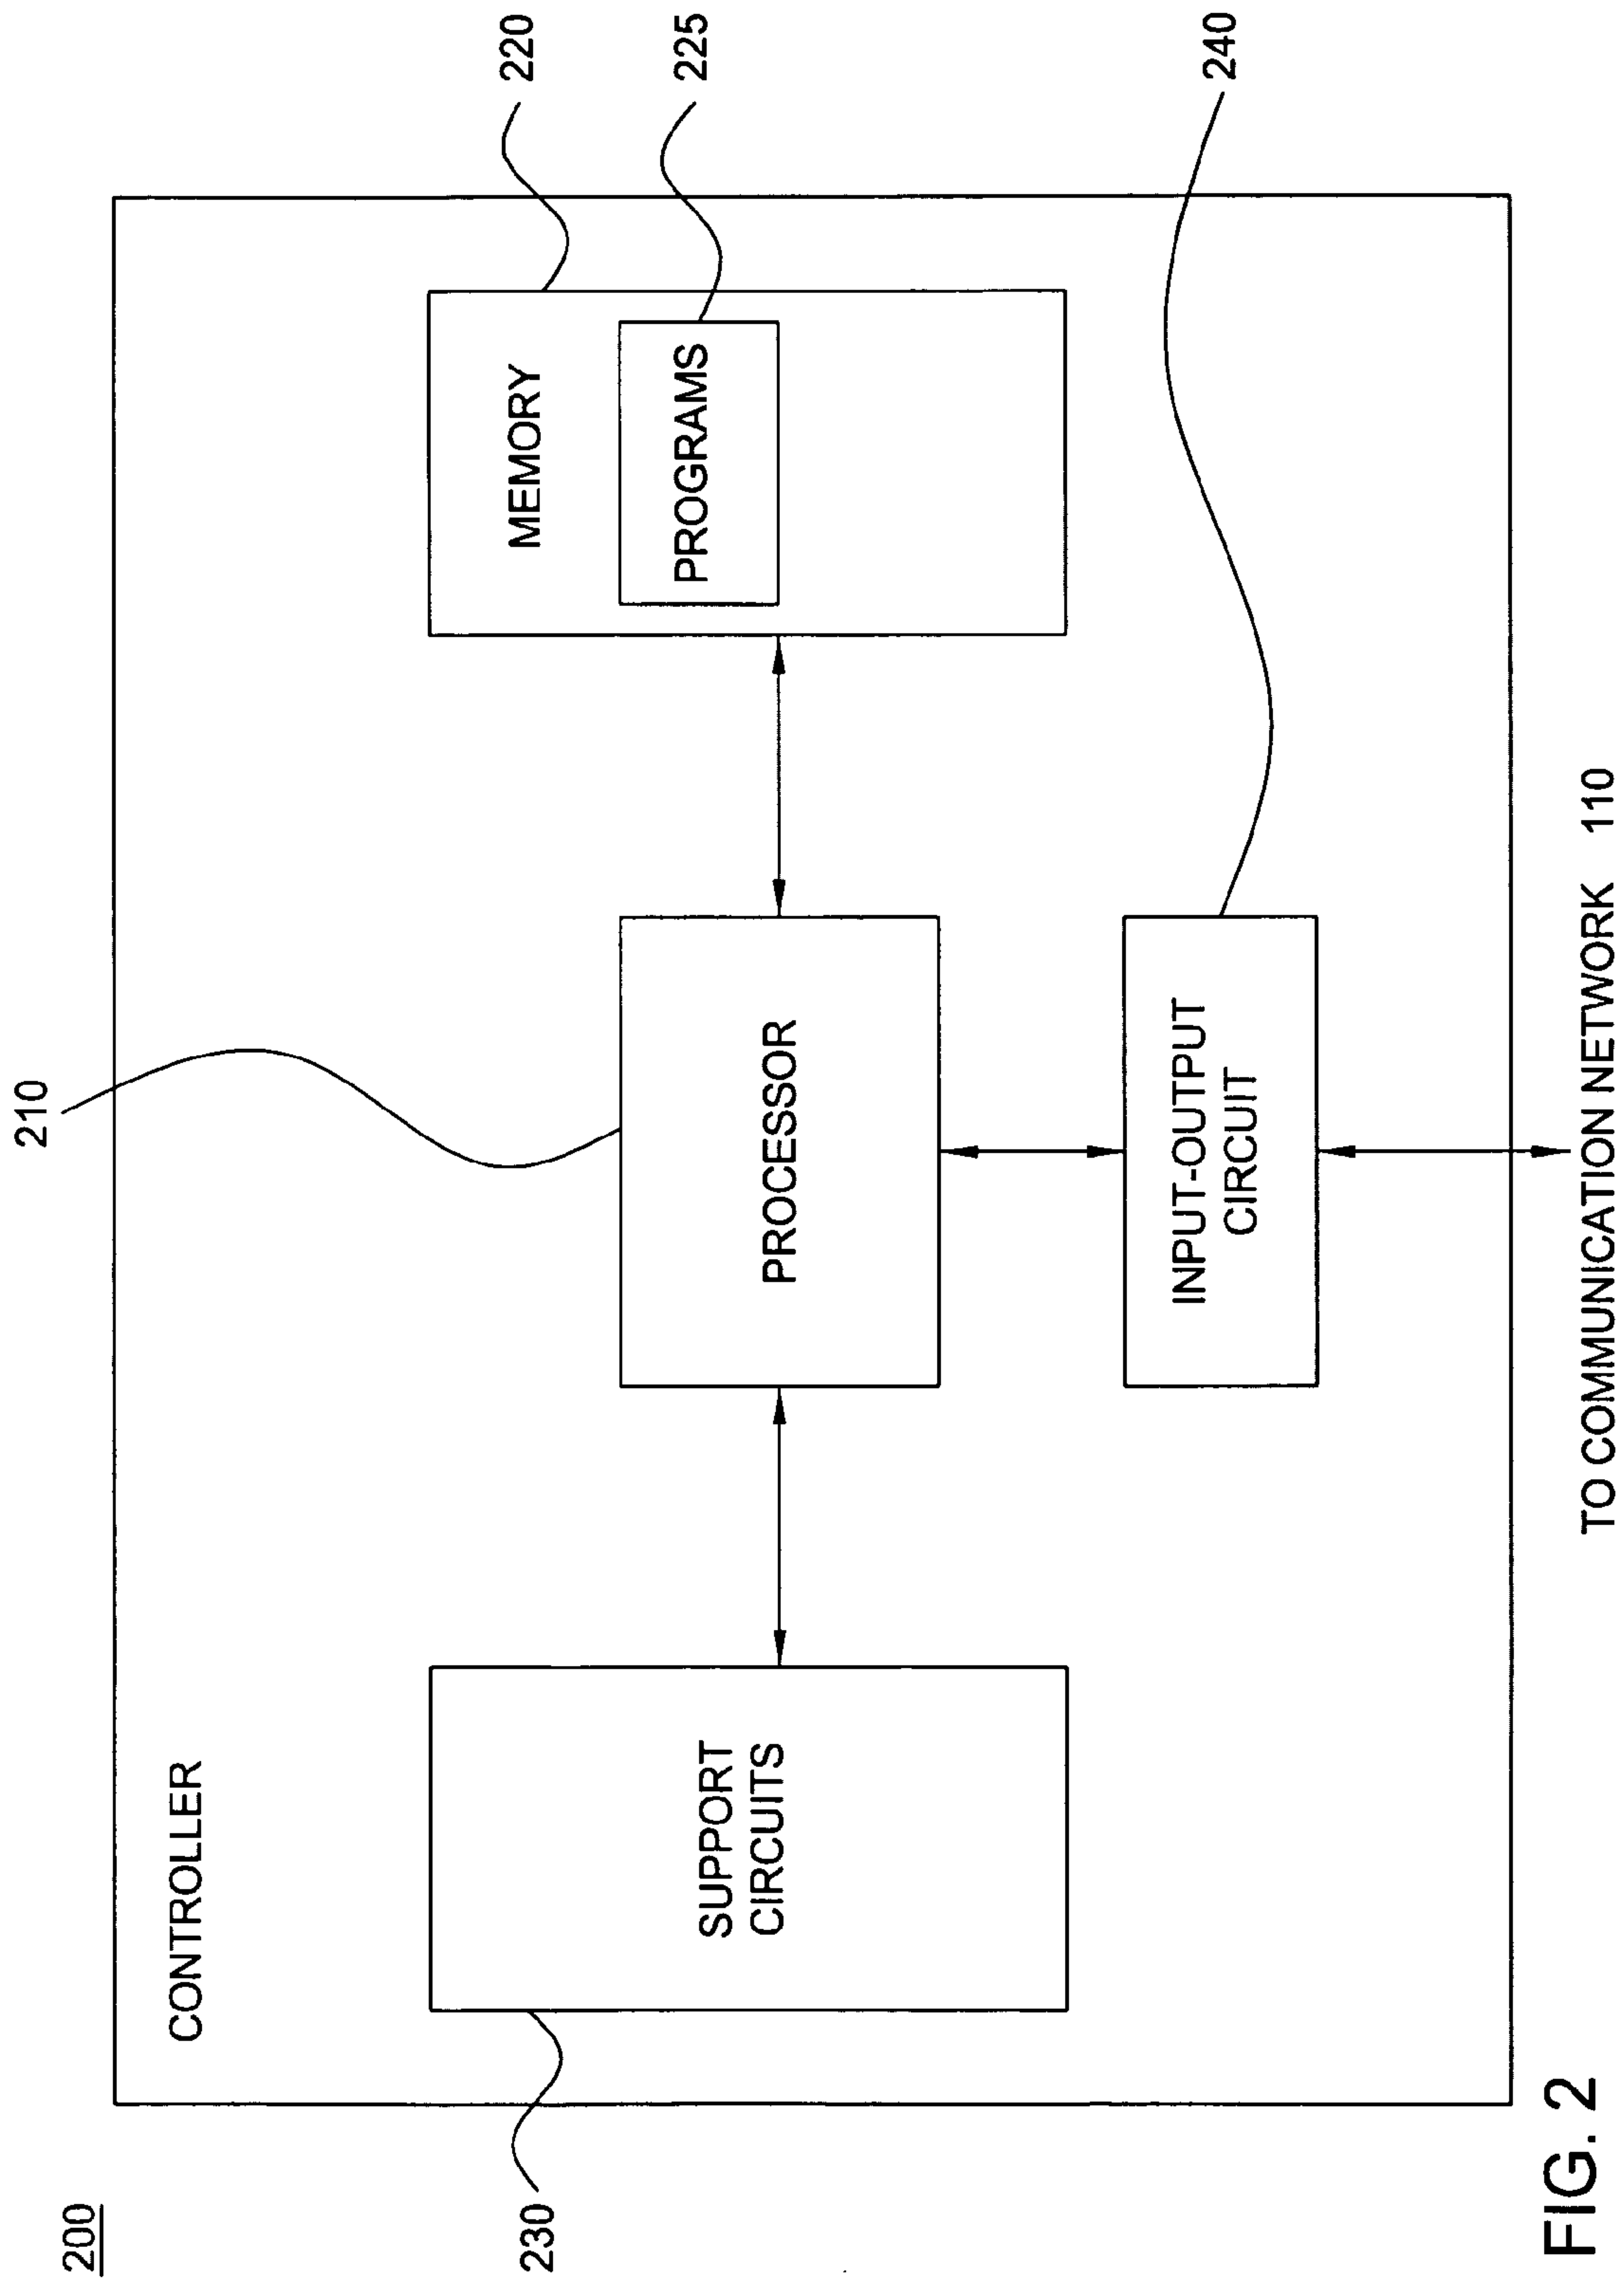 200
CONTROLLER
210
SUPPORT
CIRCUITS
230
PROCESSOR
MEMORY
220
PROGRAMS
225
INPUT-OUTPUT
CIRCUIT
240
TO COMMUNICATION NETWORK 110
FIG. 2